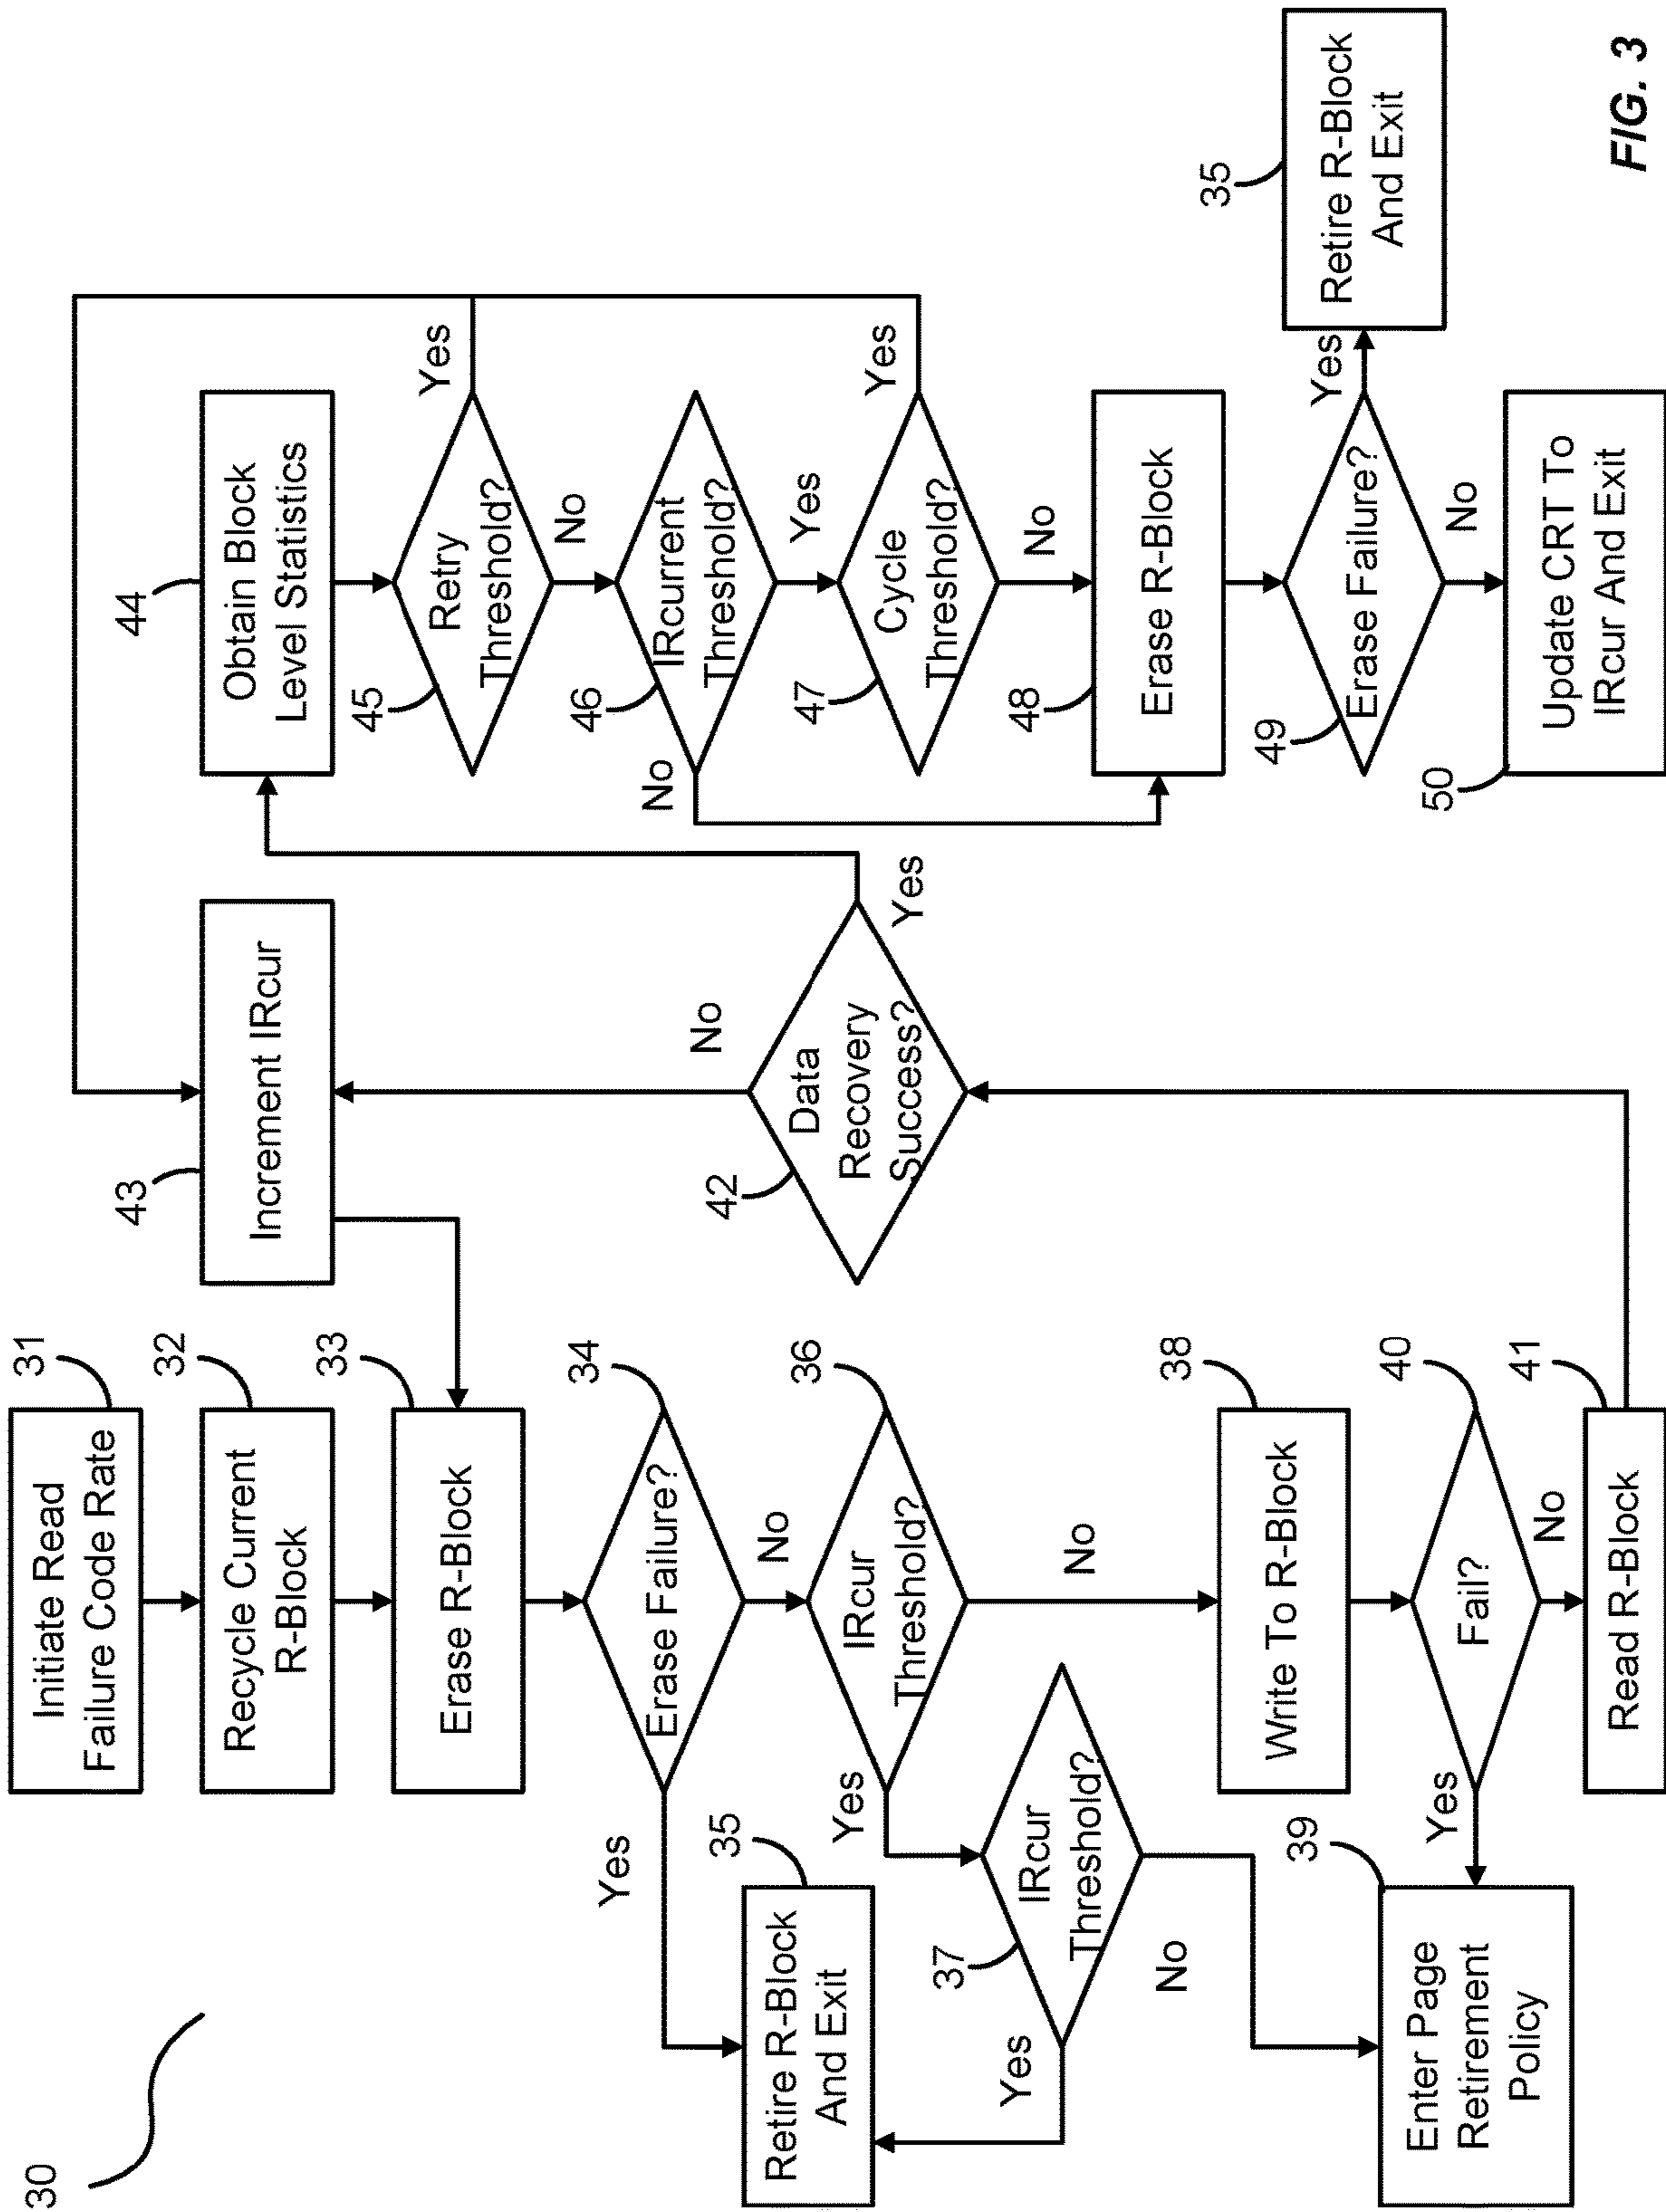 30
Initiate Read
Failure Code Rate
31
Recycle Current
R-Block
32
Erase R-Block
33
Erase Failure?
34
Yes
No
Retire R-Block
And Exit
35
IRcur
Threshold?
36
Yes
No
IRcur
Threshold?
37
Yes
No
Write To R-Block
38
Enter Page
Retirement
Policy
39
Fail?
40
Yes
No
Read R-Block
41
Data
Recovery
Success?
42
No
Yes
Increment IRcur
43
Obtain Block
Level Statistics
44
Retry
Threshold?
45
Yes
No
IRcurrent
Threshold?
46
No
Yes
Cycle
Threshold?
47
Yes
No
Erase R-Block
48
Erase Failure?
49
Yes
No
Retire R-Block
And Exit
35
Update CRT To
IRcur And Exit
50
FIG. 3